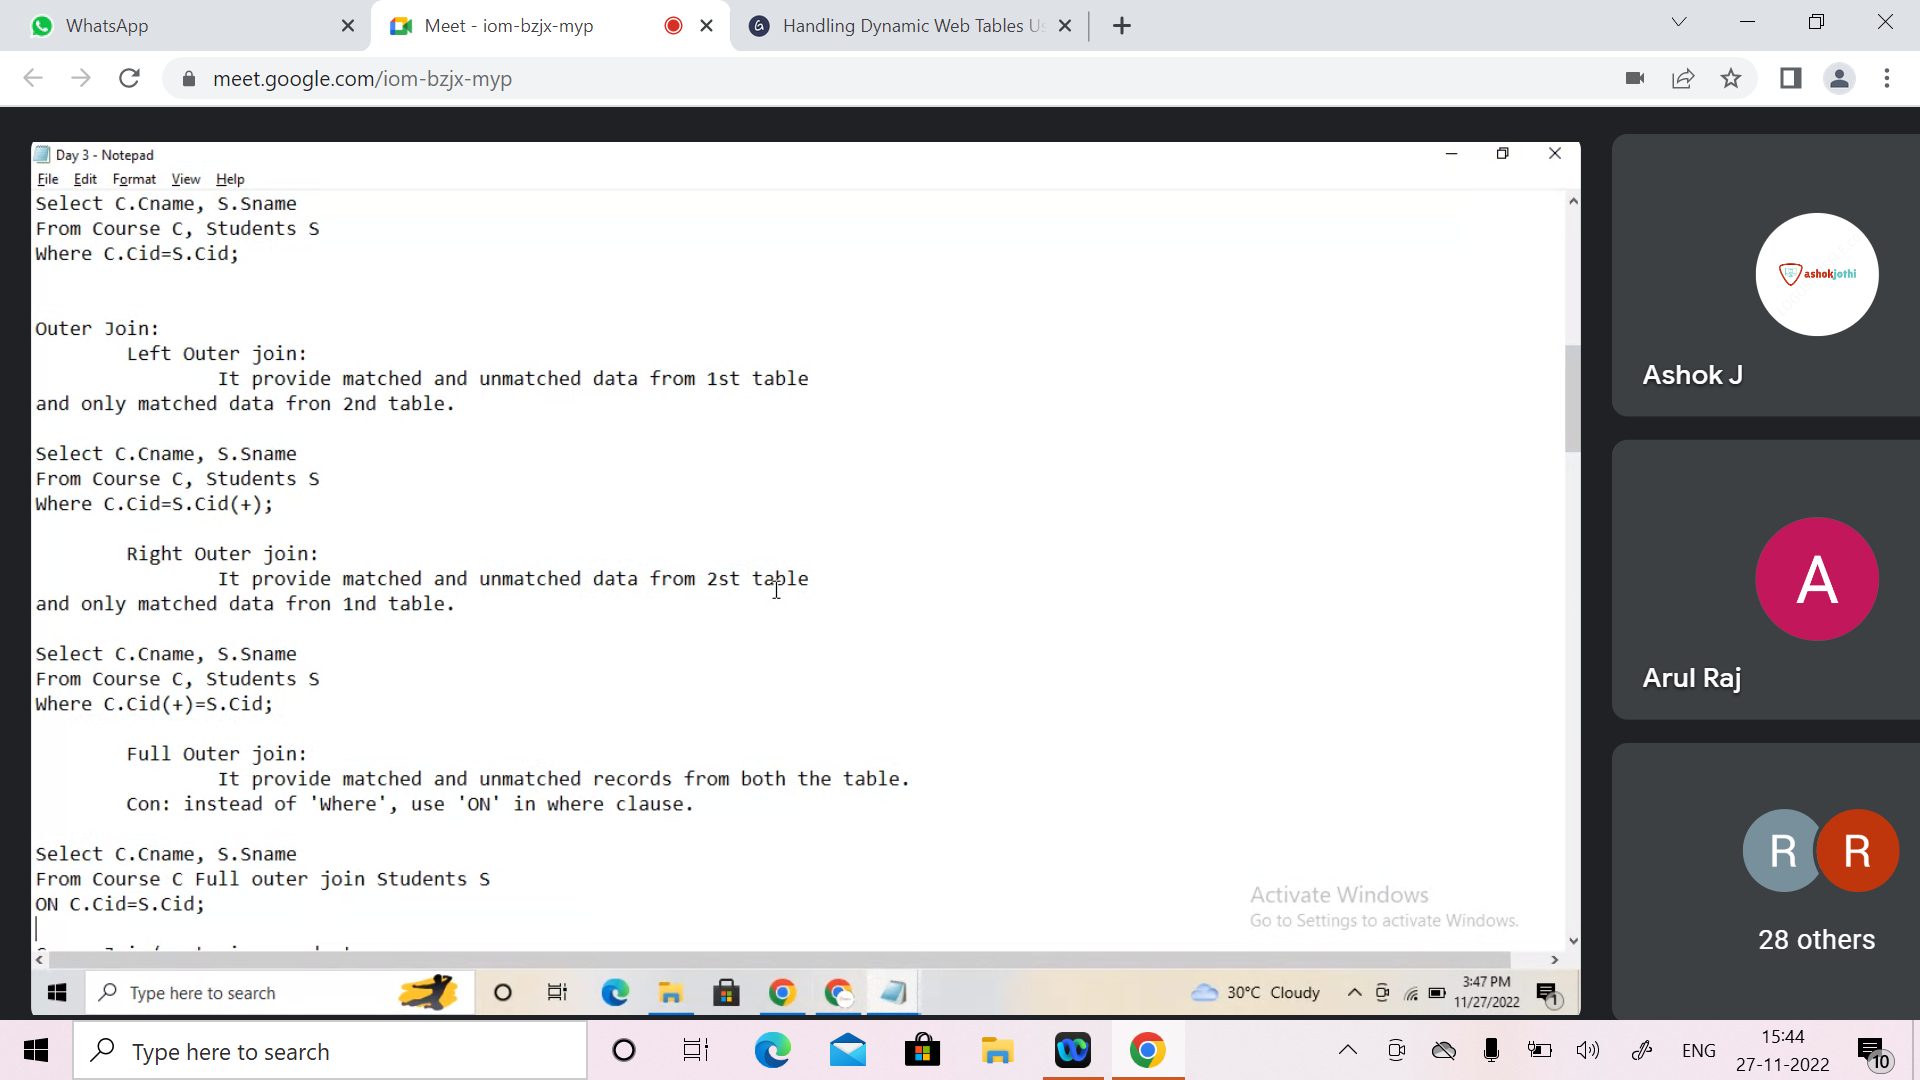 WhatsApp
Meet - iom-bzjx-myp
Handling Dynamic Web Tables Us
meet.google.com/iom-bzjx-myp
Day 3 - Notepad
File Edit Format View Help
Select C.Cname, S.Sname
From Course C, Students S
Where C.Cid=S.Cid;
Outer Join:
Left Outer join:
It provide matched and unmatched data from 1st table
and only matched data fron 2nd table.
Select C.Cname, S.Sname
From Course C, Students S
Where C.Cid=S.Cid(+);
Right Outer join:
It provide matched and unmatched data from 2st table
and only matched data fron 1nd table.
Select C.Cname, S.Sname
From Course C, Students S
Where C.Cid(+)=S.Cid;
Full Outer join:
It provide matched and unmatched records from both the table.
Con: instead of 'Where', use 'ON' in where clause.
Select C.Cname, S.Sname
From Course C Full outer join Students S
ON C.Cid=S.Cid;
Activate Windows
Go to Settings to activate Windows.
Type here to search
30°C Cloudy
3:47 PM
11/27/2022
1
ashokjothi
Ashok J
A
Arul Raj
R R
28 others
Type here to search
ENG
15:44
27-11-2022
10